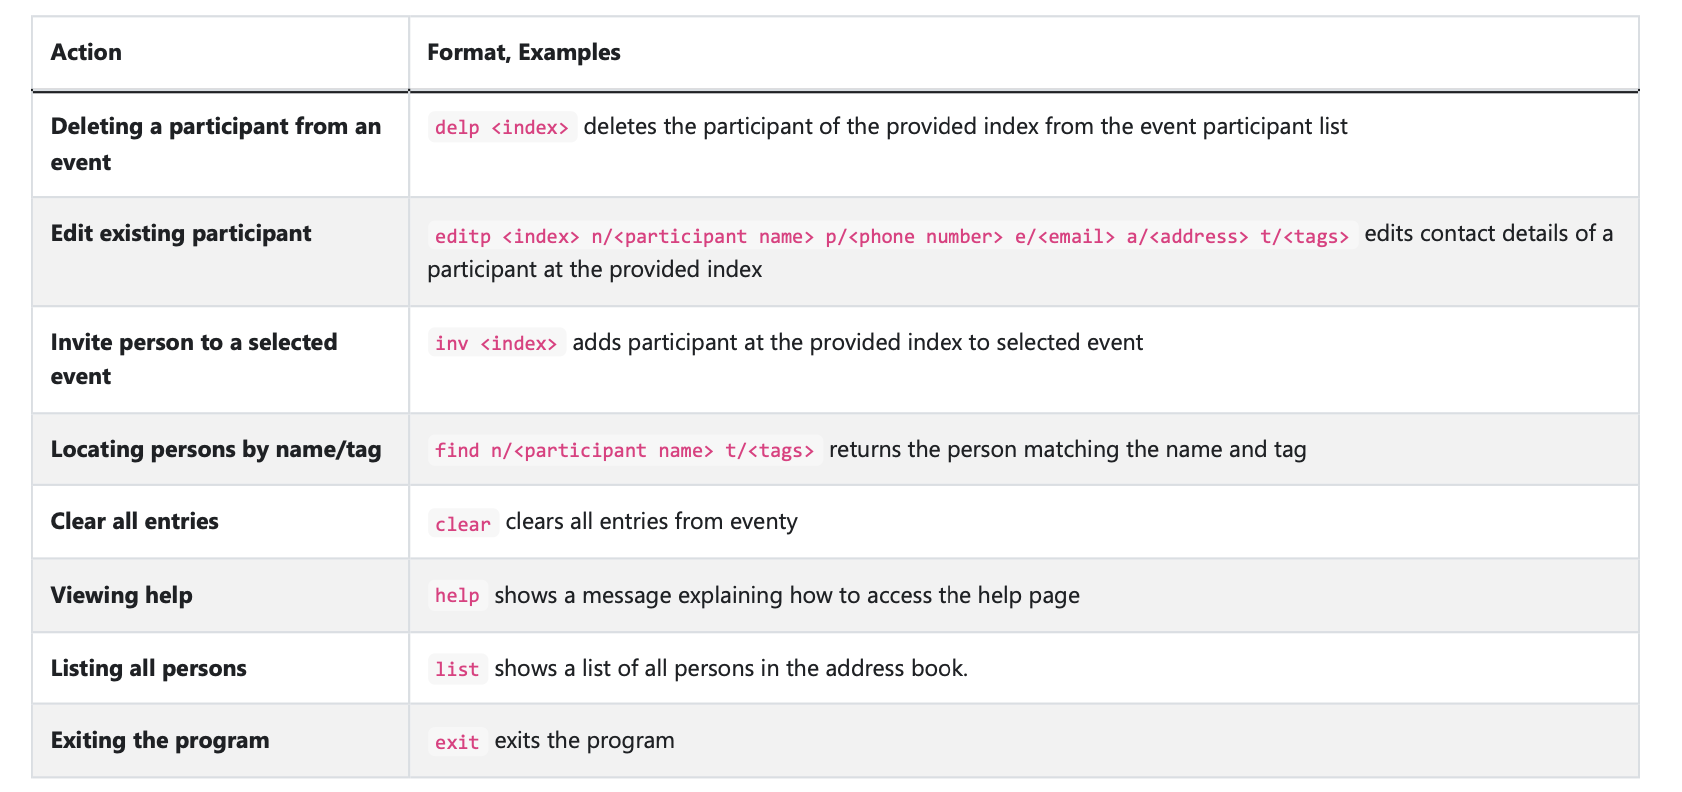 Action
Format, Examples
Deleting a participant from an
event
delp <index> deletes the participant of the provided index from the event participant list
Edit existing participant
editp <index> n/<participant name> p/<phone number> e/<email> a/<address> t/<tags> edits contact details of a
participant at the provided index
Invite person to a selected
event
inv <index> adds participant at the provided index to selected event
Locating persons by name/tag
find n/<participant name> t/<tags> returns the person matching the name and tag
Clear all entries
clear clears all entries from eventy
Viewing help
help shows a message explaining how to access the help page
Listing all persons
list shows a list of all persons in the address book.
Exiting the program
exit exits the program